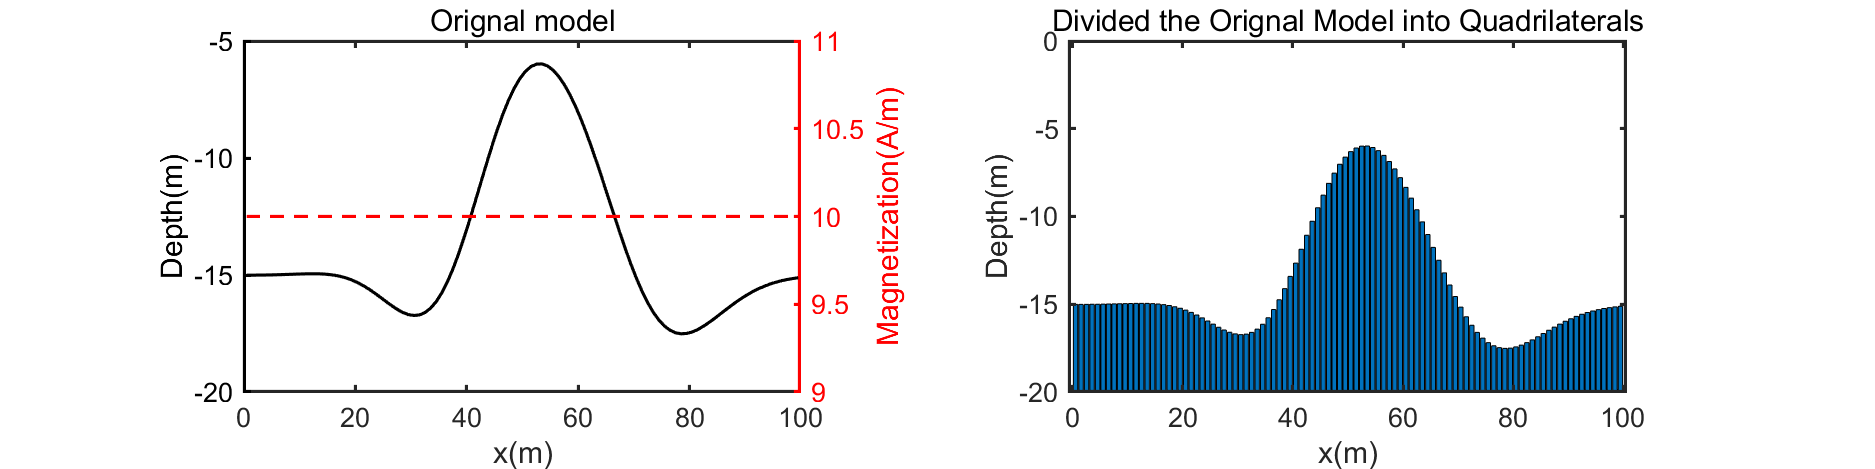 Orignal model
-5
-10
-15
-20
0 20 40 60 80 100
x(m)
Depth(m)
11
10.5
10
9.5
9
Magnetization(A/m)
Divided the Orignal Model into Quadrilaterals
0
-5
-10
-15
-20
0 20 40 60 80 100
x(m)
Depth(m)